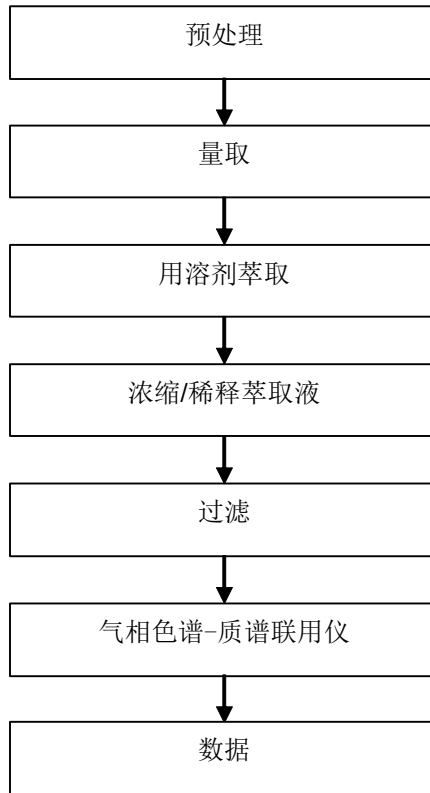 预处理
量取
用溶剂萃取
浓缩/稀释萃取液
过滤
气相色谱-质谱联用仪
数据